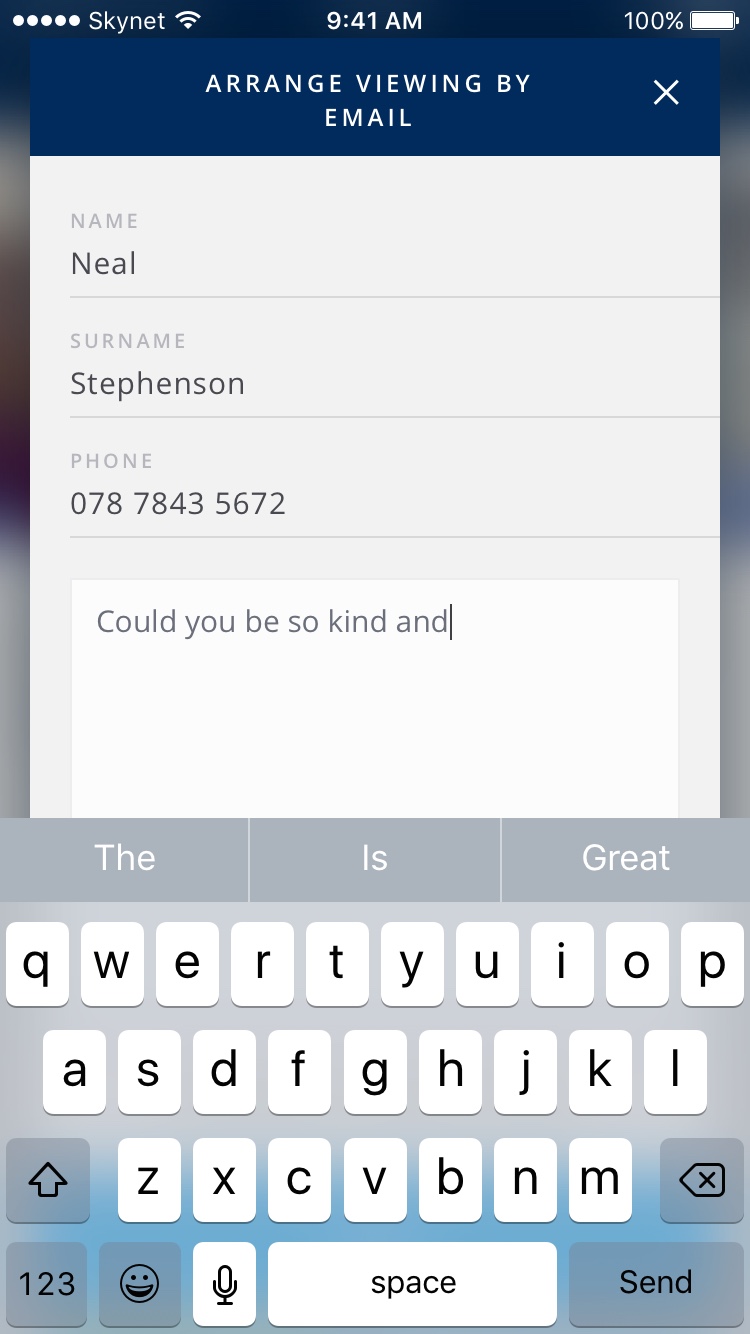 Skynet 9:41 AM 100%
ARRANGE VIEWING BY
EMAIL
NAME
Neal
SURNAME
Stephenson
PHONE
078 7843 5672
Could you be so kind and
The Is Great
q w e r t y u i o p
a s d f g h j k l
z x c v b n m
123 space Send